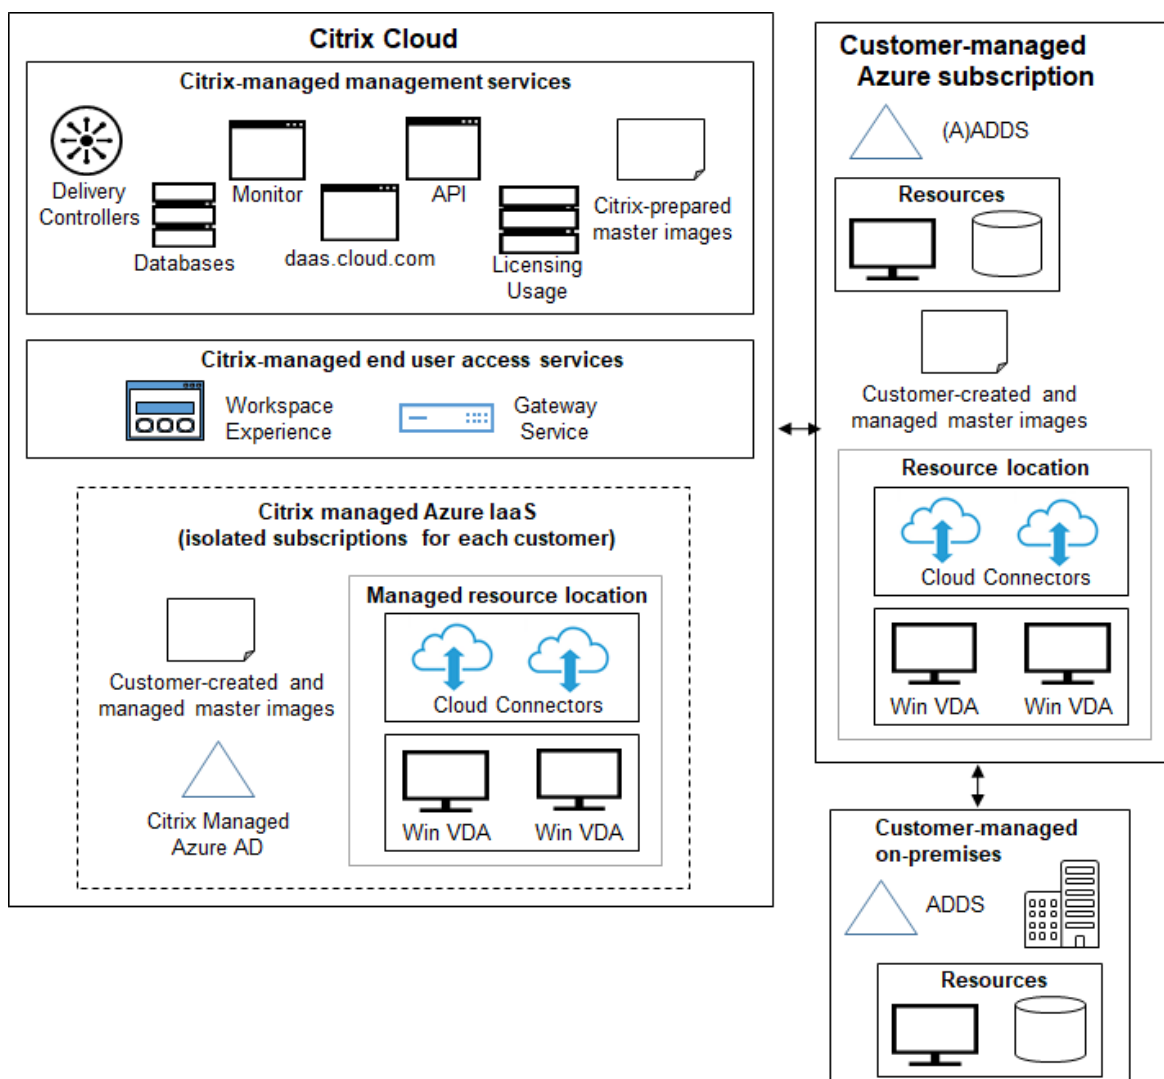 Citrix Cloud
Citrix-managed management services
Delivery
Controllers
Databases
Monitor
daas.cloud.com
API
Licensing
Usage
Citrix-prepared
master images
Citrix-managed end user access services
Workspace
Experience
Gateway
Service
Citrix managed Azure IaaS
(isolated subscriptions for each customer)
Customer-created and
managed master images
Citrix Managed
Azure AD
Managed resource location
Cloud Connectors
Win VDA
Win VDA
Customer-managed
Azure subscription
(A)ADDS
Resources
Customer-created and
managed master images
Resource location
Cloud Connectors
Win VDA
Win VDA
Customer-managed
on-premises
ADDS
Resources